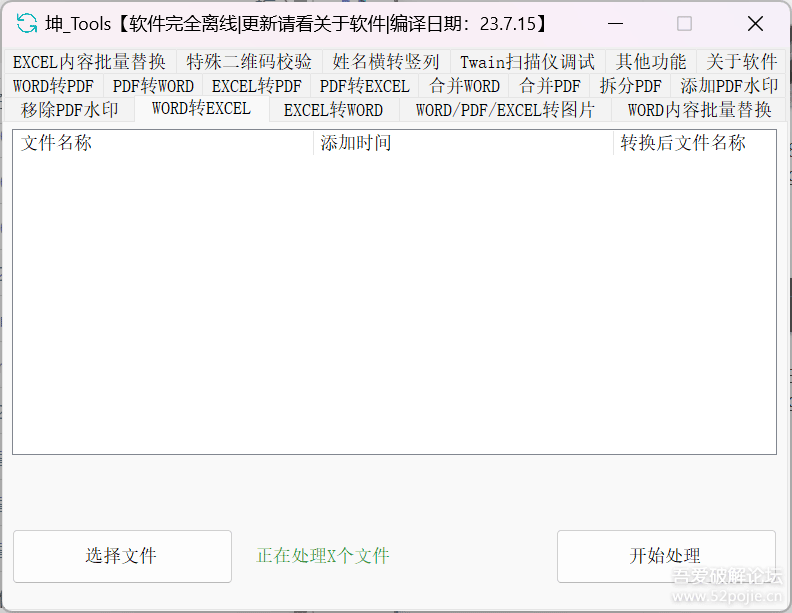 坤_Tools【软件完全离线|更新请看关于软件|编译日期：23.7.15】
EXCEL内容批量替换 特殊二维码校验 姓名横转竖列 Twain扫描仪调试 其他功能 关于软件
WORD转PDF PDF转WORD EXCEL转PDF PDF转EXCEL 合并WORD 合并PDF 拆分PDF 添加PDF水印
移除PDF水印 WORD转EXCEL EXCEL转WORD WORD/PDF/EXCEL转图片 WORD内容批量替换
文件名称 添加时间 转换后文件名称
选择文件 正在处理X个文件 开始处理
吾爱破解论坛
www.52pojie.cn